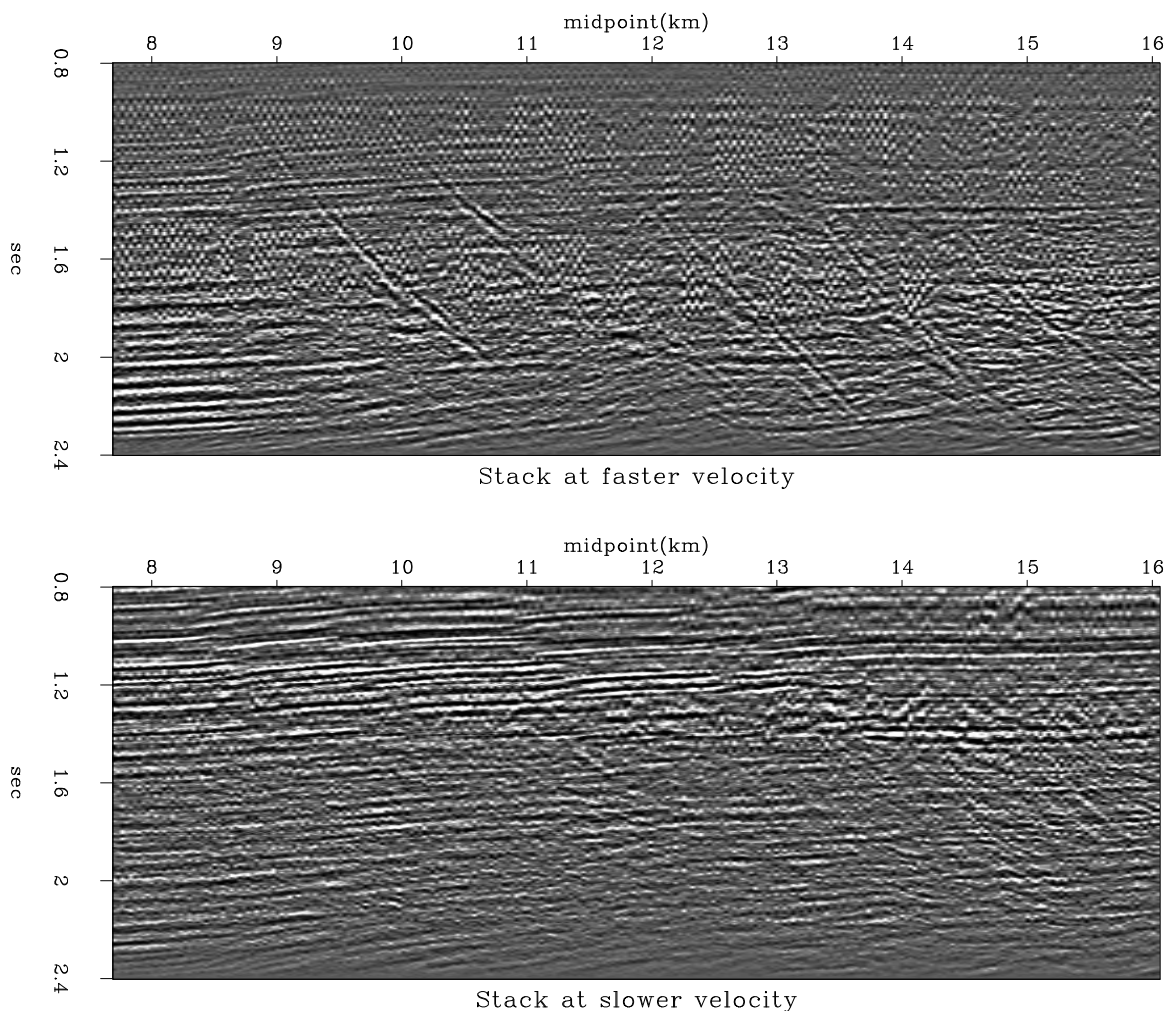 midpoint(km)
8 9 10 11 12 13 14 15 16
0.8
1.2
1.6
2
2.4
sec
Stack at faster velocity
midpoint(km)
8 9 10 11 12 13 14 15 16
0.8
1.2
1.6
2
2.4
sec
Stack at slower velocity